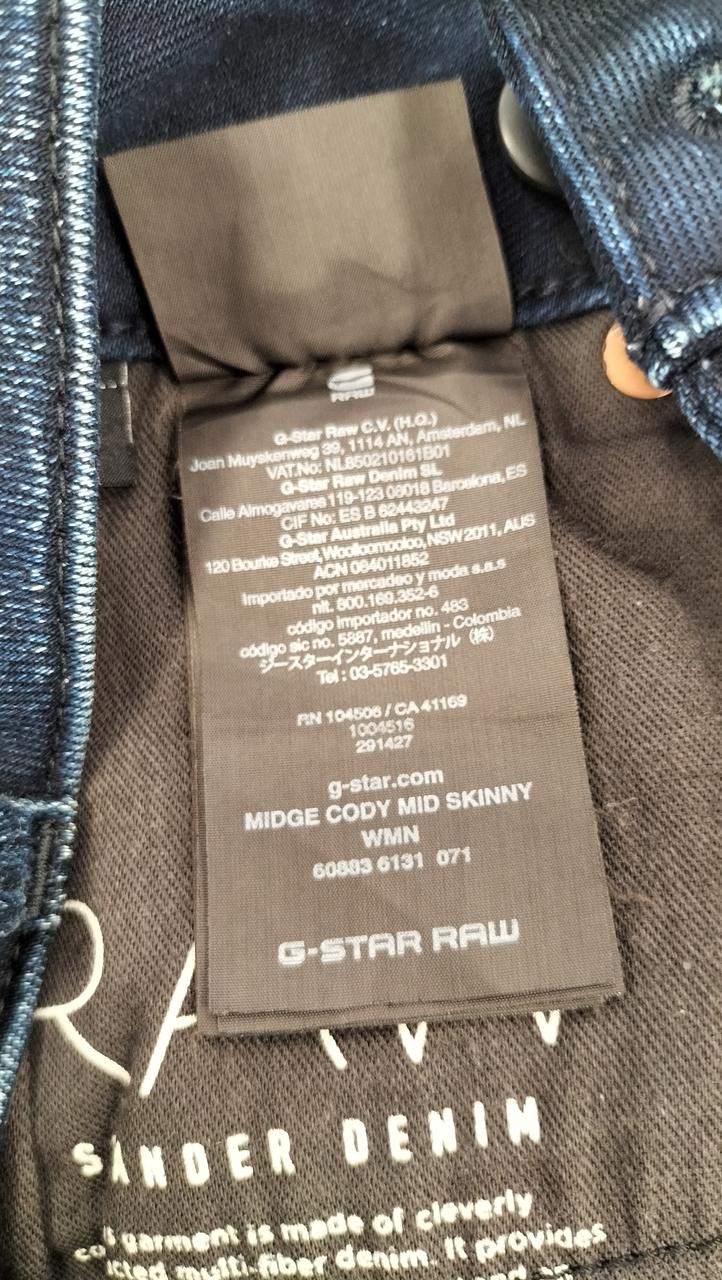 RAW
G-Star Raw C.V. (H.Q.)
Joan Muyskenweg 39, 1114 AN, Amsterdam, NL
VAT.No: NL850210161B01
G-Star Raw Denim SL
Calle Almogavares 119-123 08018 Barcelona, ES
CIF No: ES B 62443247
G-Star Australia Pty Ltd
120 Bourke Street, Woolloomooloo, NSW 2011, AUS
ACN 084011852
Importado por mercadeo y moda s.a.s
nit. 800.169.352-6
código importador no. 483
código sic no. 5887, medellin - Colombia
ジースターインターナショナル (株)
Tel : 03-5765-3301
RN 104506 / CA 41169
1004516
291427
g-star.com
MIDGE CODY MID SKINNY
WMN
60883 6131 071
G-STAR RAW
RAW
SANDER DENIM
garment is made of cleverly
multi-fiber denim. It provides